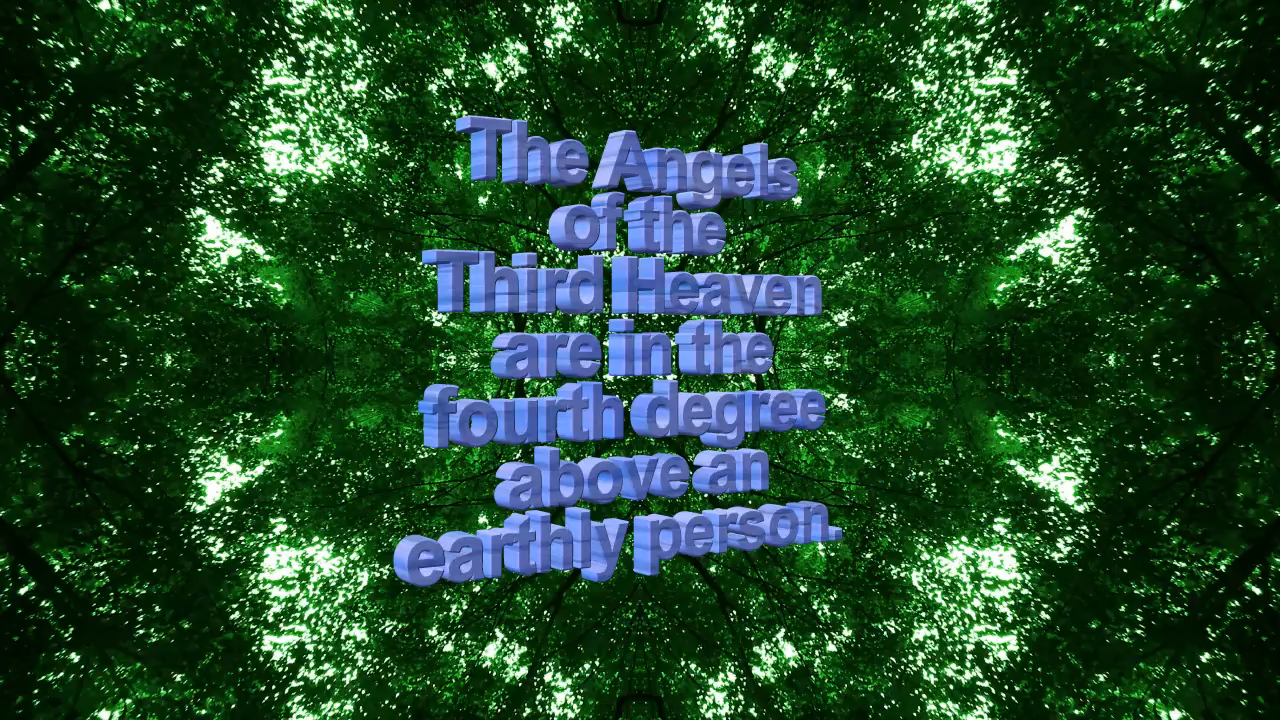 The Angels
of the
Third Heaven
are in the
fourth degree
above an
earthly person.